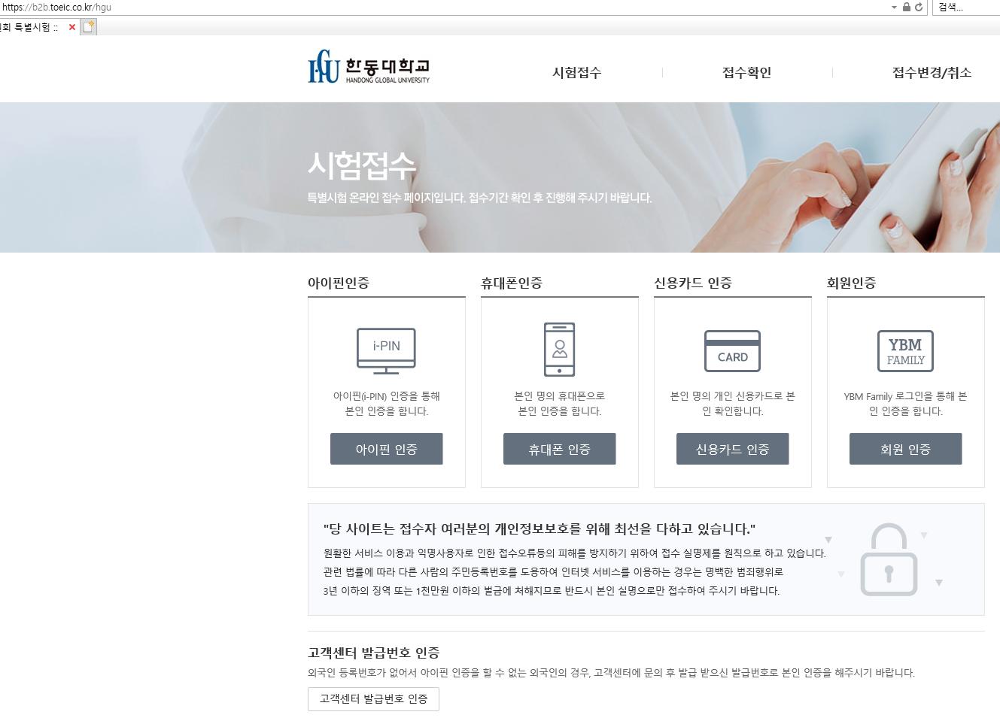 https://b2b.toeic.co.kr/hgu
검색...
회 특별시험 ::
HGU 한동대학교
HANDONG GLOBAL UNIVERSITY
시험접수
접수확인
접수변경/취소
시험접수
특별시험 온라인 접수 페이지입니다. 접수기간 확인 후 진행해 주시기 바랍니다.
아이핀인증
휴대폰인증
신용카드 인증
회원인증
i-PIN
CARD
YBM
FAMILY
아이핀(i-PIN) 인증을 통해
본인 인증을 합니다.
본인 명의 휴대폰으로
본인 인증을 합니다.
본인 명의 개인 신용카드로 본
인 확인합니다.
YBM Family 로그인을 통해 본
인 인증을 합니다.
아이핀 인증
휴대폰 인증
신용카드 인증
회원 인증
"당 사이트는 접수자 여러분의 개인정보보호를 위해 최선을 다하고 있습니다."
원활한 서비스 이용과 익명사용자로 인한 접수오류등의 피해를 방지하기 위하여 접수 실명제를 원칙으로 하고 있습니다.
관련 법률에 따라 다른 사람의 주민등록번호를 도용하여 인터넷 서비스를 이용하는 경우는 명백한 범죄행위로
3년 이하의 징역 또는 1천만원 이하의 벌금에 처해지므로 반드시 본인 실명으로만 접수하여 주시기 바랍니다.
고객센터 발급번호 인증
외국인 등록번호가 없어서 아이핀 인증을 할 수 없는 외국인의 경우, 고객센터에 문의 후 발급 받으신 발급번호로 본인 인증을 해주시기 바랍니다.
고객센터 발급번호 인증